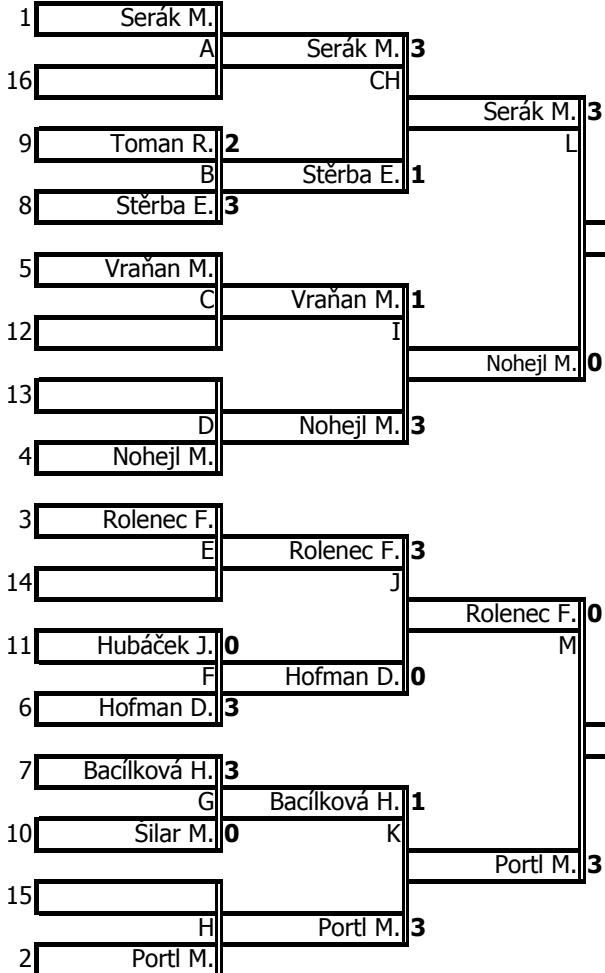 1 Serák M.
A Serák M. 3
16 CH
Serák M. 3
9 Toman R. 2 L
B Stěrba E. 1
8 Stěrba E. 3
5 Vraňan M.
C Vraňan M. 1
12 I
Nohejl M. 0
13
D Nohejl M. 3
4 Nohejl M.
3 Rolenec F.
E Rolenec F. 3
14 J
Rolenec F. 0
11 Hubáček J. 0 M
F Hofman D. 0
6 Hofman D. 3
7 Bacílková H. 3
G Bacílková H. 1
10 Šilar M. 0 K
Portl M. 3
15
H Portl M. 3
2 Portl M.